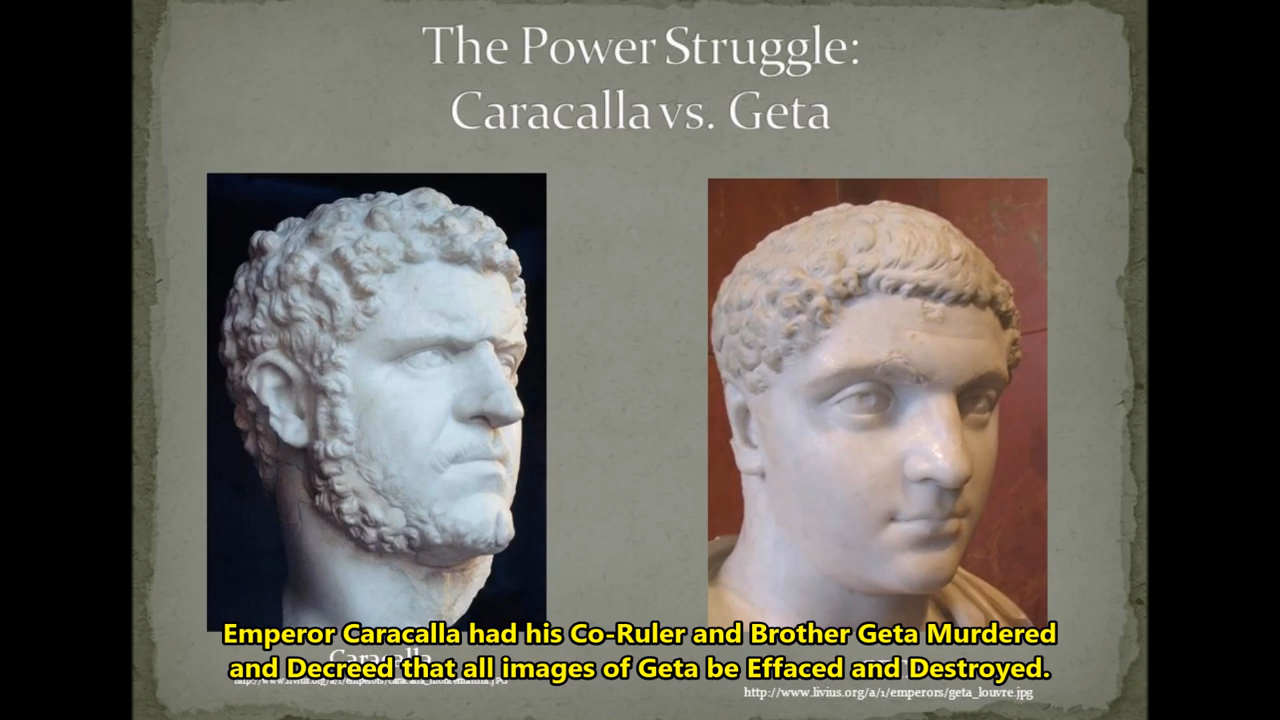 The Power Struggle:
Caracalla vs. Geta
Emperor Caracalla had his Co-Ruler and Brother Geta Murdered
and Decreed that all images of Geta be Effaced and Destroyed.
Caracalla
http://www.livius.org/a/1/emperors/geta_louvre.jpg